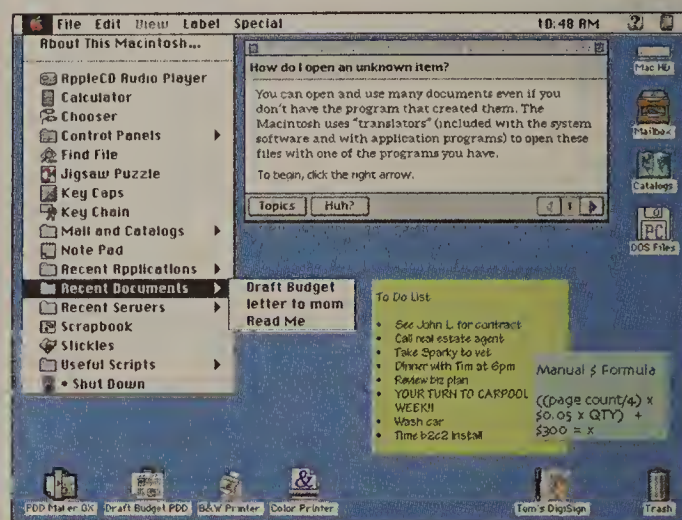 File Edit View Label Special 10:48 AM
About This Macintosh...
AppleCD Audio Player
Calculator
Chooser
Control Panels
Find File
Jigsaw Puzzle
Key Caps
Key Chain
Mail and Catalogs
Note Pad
Recent Applications
Recent Documents
Recent Servers
Scrapbook
Stickies
Useful Scripts
• Shut Down
Draft Budget
letter to mom
Read Me
How do I open an unknown item?
You can open and use many documents even if you
don't have the program that created them. The
Macintosh uses "translators" (included with the system
software and with application programs) to open these
files with one of the programs you have.
To begin, click the right arrow.
Topics Huh? 1
Mac HD
Mailbox
Catalogs
PC
DOS Files
To Do List
• See John L. for contract
• Call real estate agent
• Take Sparky to vet
• Dinner with Tim at 6pm
• Review biz plan
• YOUR TURN TO CARPOOL
WEEK!!
• Wash car
• Time b2c2 install
Manual $ Formula
((page count/4) x
$0.05 x QTY) +
$300 = x
PDD Maker GX
Draft Budget PDD
B&W Printer
&
Color Printer
Tom's DigiSign
Trash